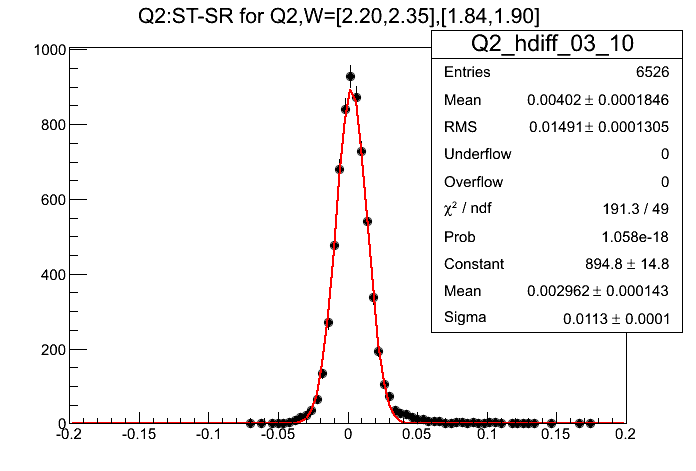 Q2:ST-SR for Q2,W=[2.20,2.35],[1.84,1.90]
Q2_hdiff_03_10
Entries 6526
Mean 0.00402 ± 0.0001846
RMS 0.01491 ± 0.0001305
Underflow 0
Overflow 0
χ² / ndf 191.3 / 49
Prob 1.058e-18
Constant 894.8 ± 14.8
Mean 0.002962 ± 0.000143
Sigma 0.0113 ± 0.0001
1000
800
600
400
200
0
-0.2 -0.15 -0.1 -0.05 0 0.05 0.1 0.15 0.2